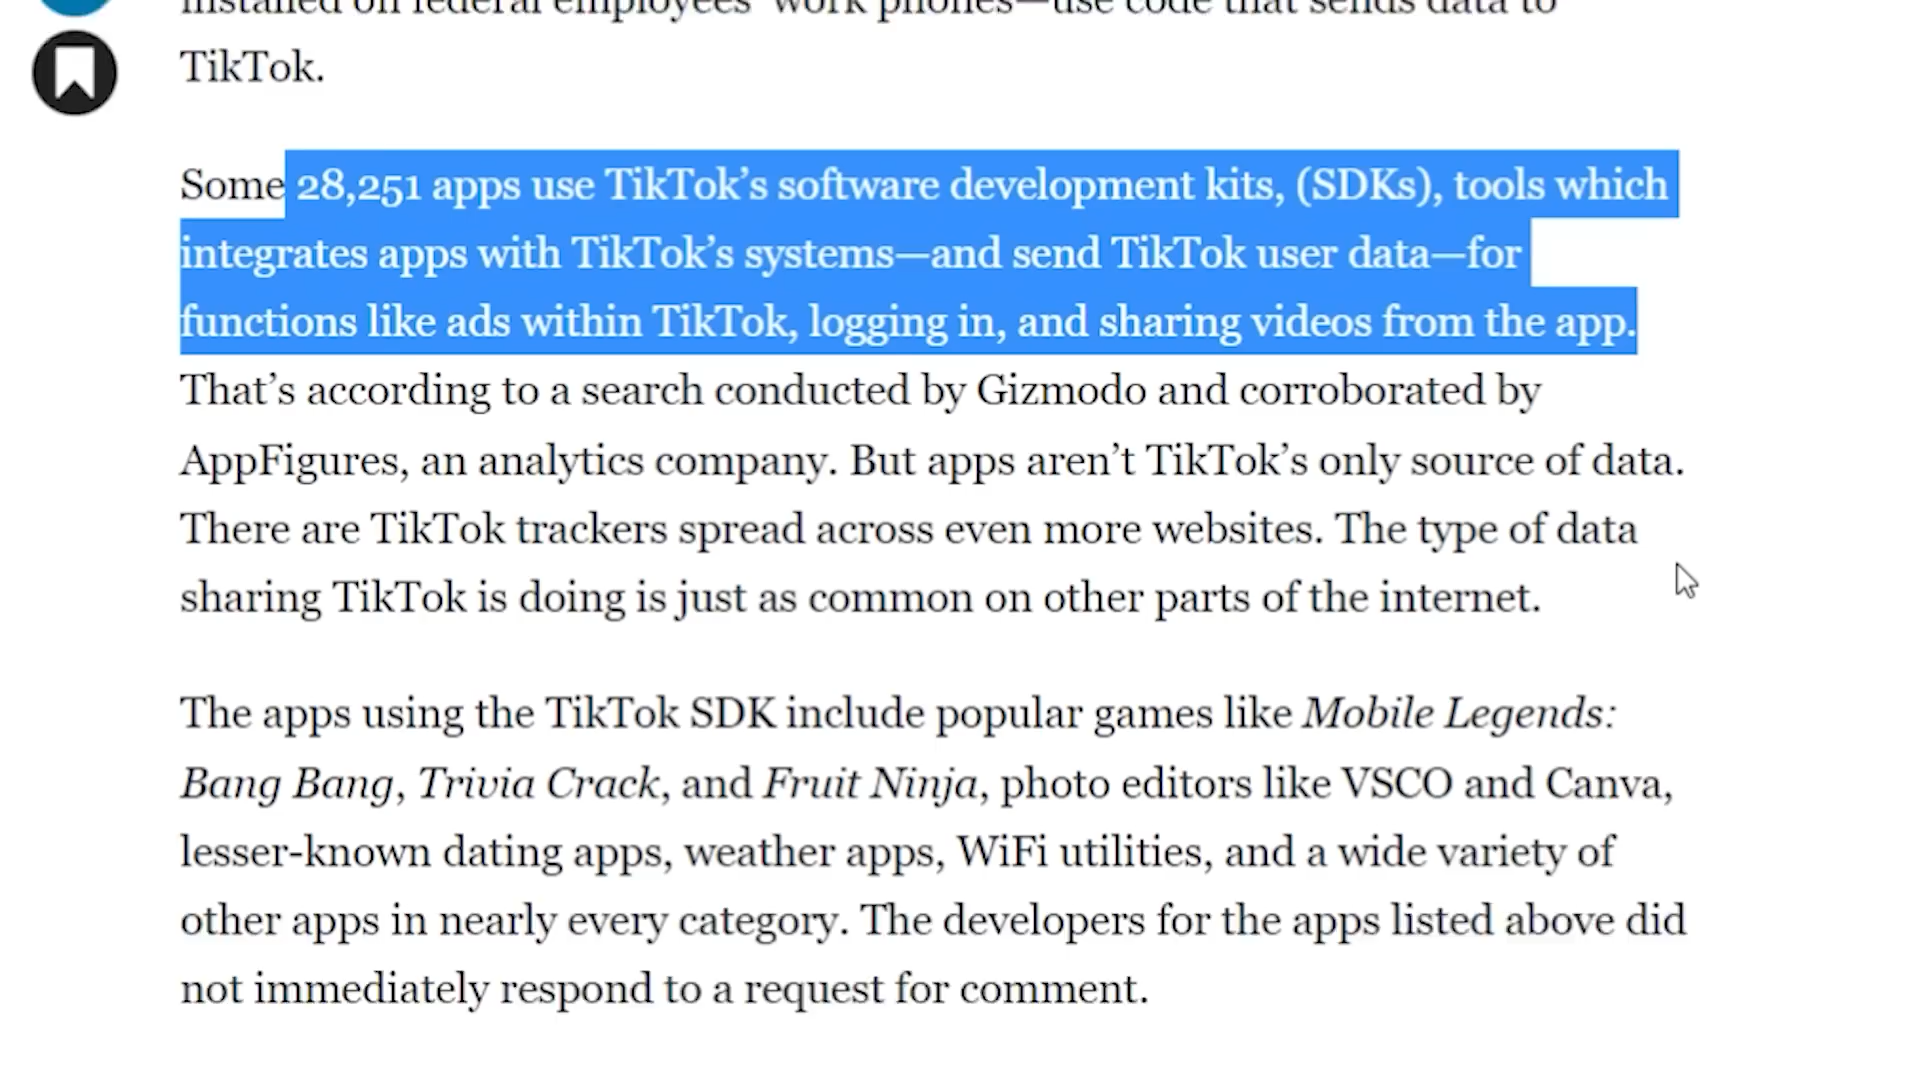 installed on federal employees' work phones—use code that sends data to
TikTok.
Some 28,251 apps use TikTok’s software development kits, (SDKs), tools which
integrates apps with TikTok’s systems—and send TikTok user data—for
functions like ads within TikTok, logging in, and sharing videos from the app.
That’s according to a search conducted by Gizmodo and corroborated by
AppFigures, an analytics company. But apps aren’t TikTok’s only source of data.
There are TikTok trackers spread across even more websites. The type of data
sharing TikTok is doing is just as common on other parts of the internet.
The apps using the TikTok SDK include popular games like Mobile Legends:
Bang Bang, Trivia Crack, and Fruit Ninja, photo editors like VSCO and Canva,
lesser-known dating apps, weather apps, WiFi utilities, and a wide variety of
other apps in nearly every category. The developers for the apps listed above did
not immediately respond to a request for comment.